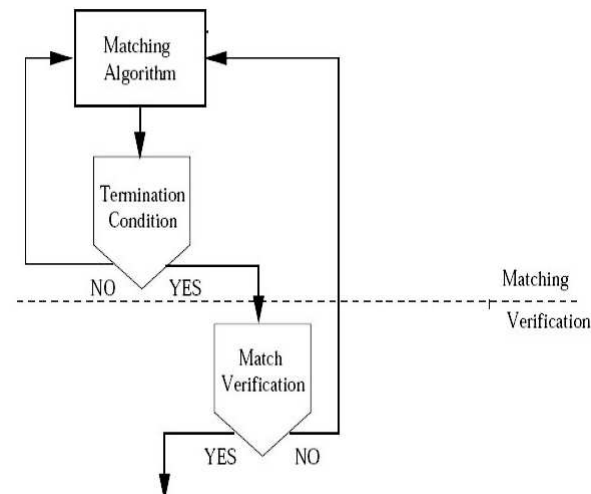 Matching
Algorithm
Termination
Condition
NO
YES
Matching
Verification
Match
Verification
YES
NO